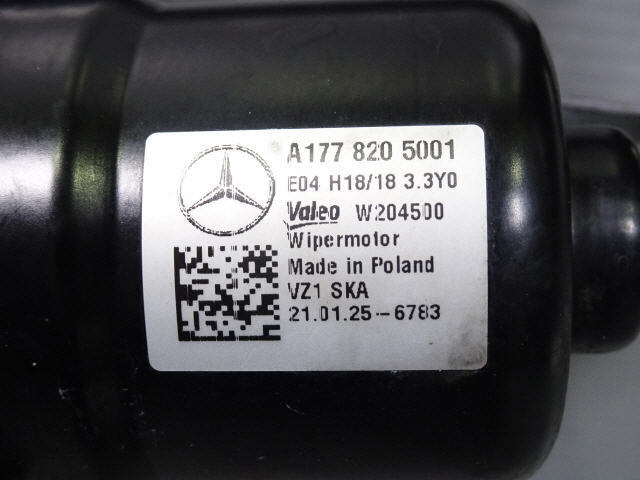 A177 820 5001
E04 H18/18 3.3Y0
Valeo W204500
Wipermotor
Made in Poland
VZ1 SKA
21.01.25-6783